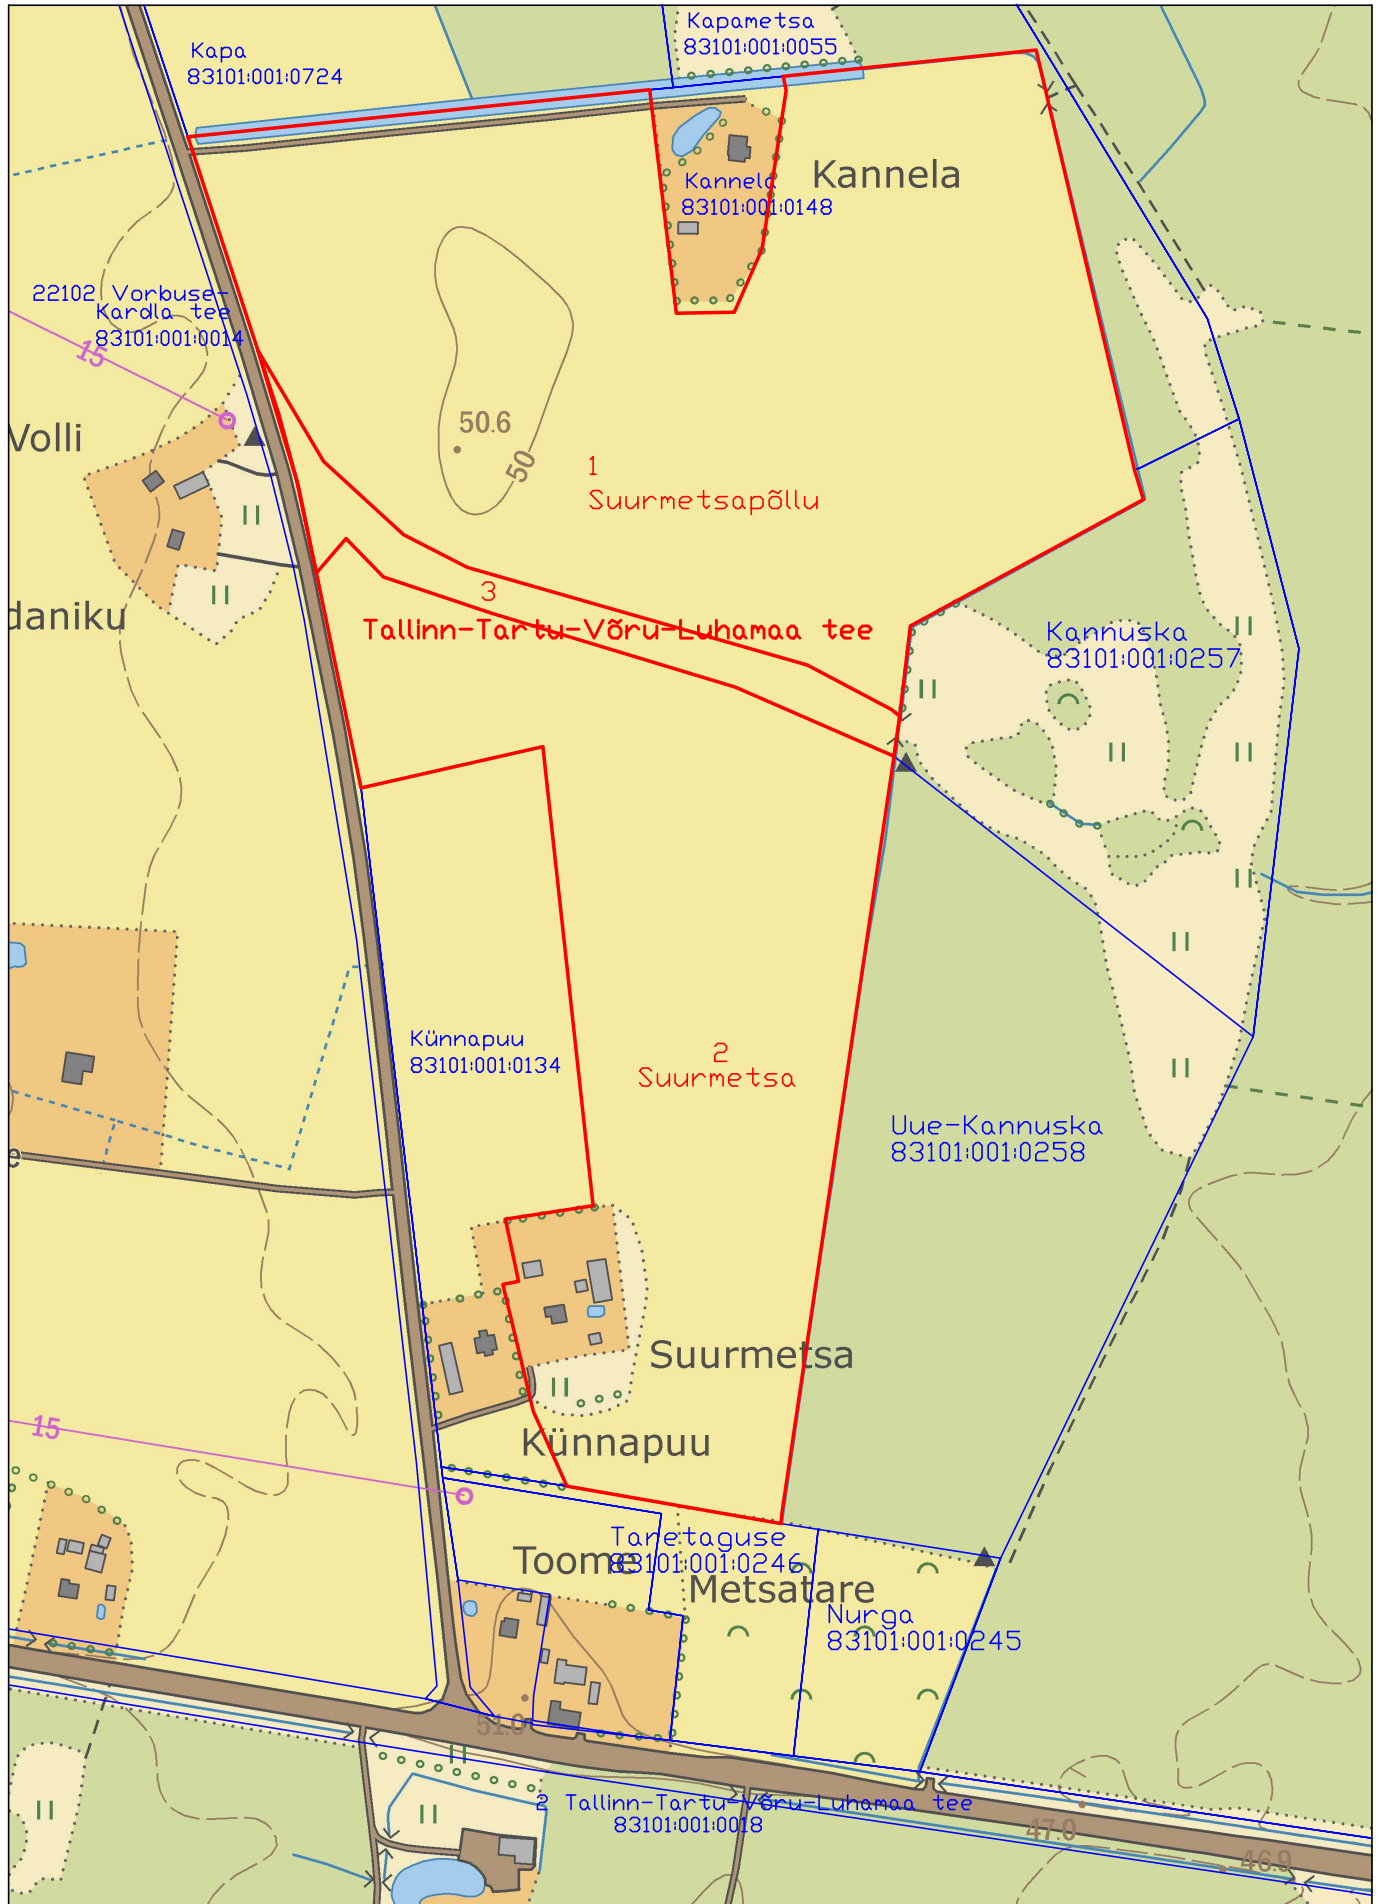 Kapa
83101:001:0724
Kapametsa
83101:001:0055
Kannela
83101:001:0148
Kannela
22102 Vorbuse-
Kardla tee
83101:001:0014
15
Volli
50.6
50
1
Suurmetsapõllu
3
Tallinn-Tartu-Võru-Luhamaa tee
daniku
Kannuska
83101:001:0257
Künnapuu
83101:001:0134
2
Suurmetsa
Uue-Kannuska
83101:001:0258
e
Suurmetsa
15
Künnapuu
Tanetaguse
83101:001:0246
Toome
Metsatare
Nurga
83101:001:0245
51.0
2 Tallinn-Tartu-Võru-Luhamaa tee
83101:001:0018
47.0
46.9